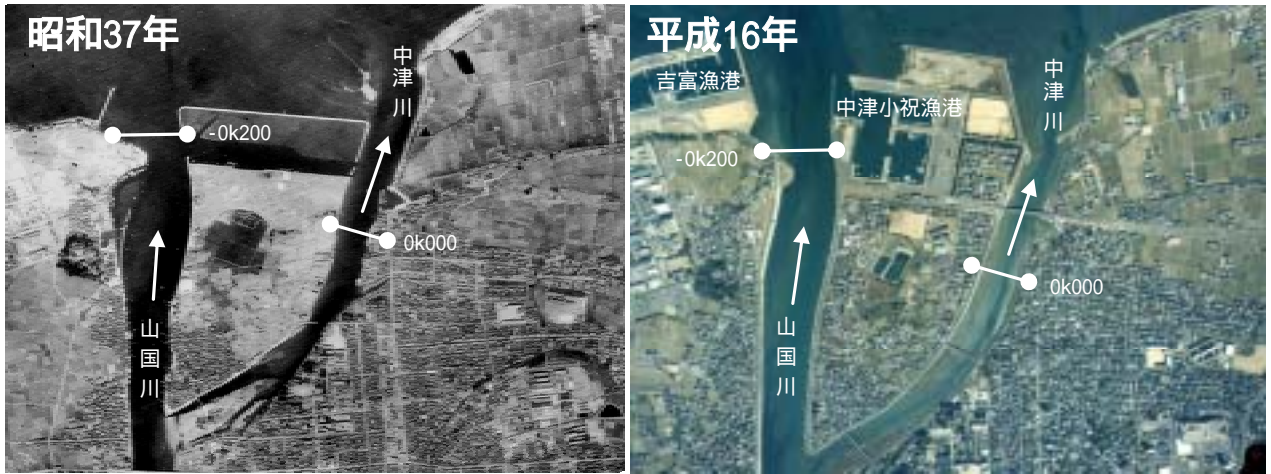 昭和37年
中津川
-0k200
0k000
山国川
平成16年
吉富漁港
中津小祝漁港
中津川
-0k200
0k000
山国川